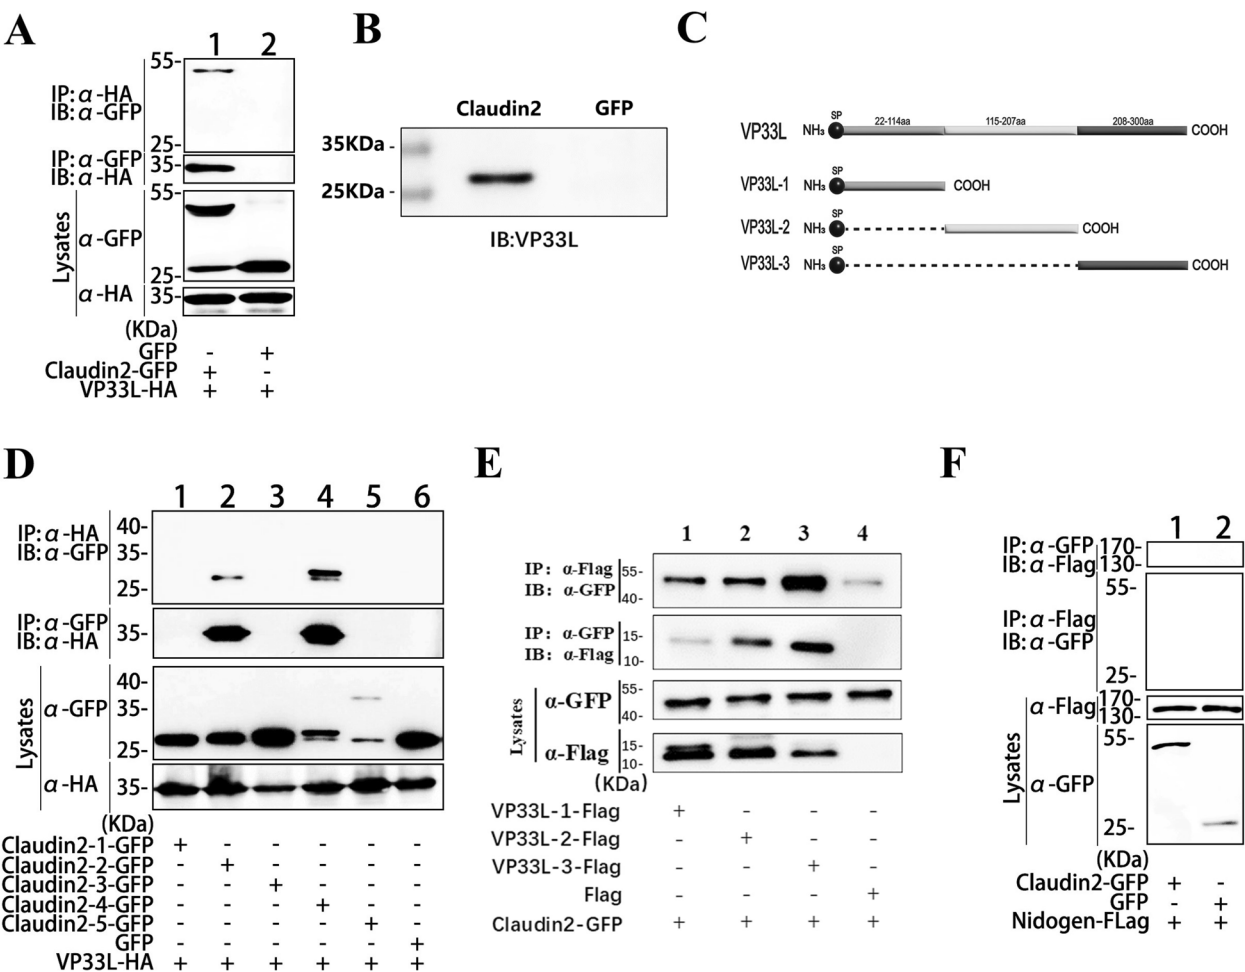 A
1 2
55-
IP: α-HA
IB: α-GFP
25-
IP: α-GFP 35-
IB: α-HA
55-
Lysates
α-GFP
25-
α-HA 35-
(KDa)
GFP - +
Claudin2-GFP + -
VP33L-HA + +
B
Claudin2 GFP
35KDa -
25KDa -
IB:VP33L
C
SP 22-114aa 115-207aa 208-300aa
VP33L NH₃ COOH
SP
VP33L-1 NH₃ COOH
SP
VP33L-2 NH₃ COOH
SP
VP33L-3 NH₃ COOH
D
1 2 3 4 5 6
40-
IP: α-HA
IB: α-GFP 35-
25-
IP: α-GFP
IB: α-HA 35-
40-
Lysates
α-GFP 35-
25-
α-HA 35-
(KDa)
Claudin2-1-GFP + - - - - -
Claudin2-2-GFP - + - - - -
Claudin2-3-GFP - - + - - -
Claudin2-4-GFP - - - + - -
Claudin2-5-GFP - - - - + -
GFP - - - - - +
VP33L-HA + + + + + +
E
1 2 3 4
IP: α-Flag 55-
IB: α-GFP 40-
IP: α-GFP 15-
IB: α-Flag 10-
Lysates
α-GFP 55-
40-
α-Flag 15-
10-
(KDa)
VP33L-1-Flag + - - -
VP33L-2-Flag - + - -
VP33L-3-Flag - - + -
Flag - - - +
Claudin2-GFP + + + +
F
1 2
IP: α-GFP 170-
IB: α-Flag 130-
55-
IP: α-Flag
IB: α-GFP
25-
Lysates
α-Flag 170-
130-
55-
α-GFP
25-
(KDa)
Claudin2-GFP + -
GFP - +
Nidogen-FLag + +